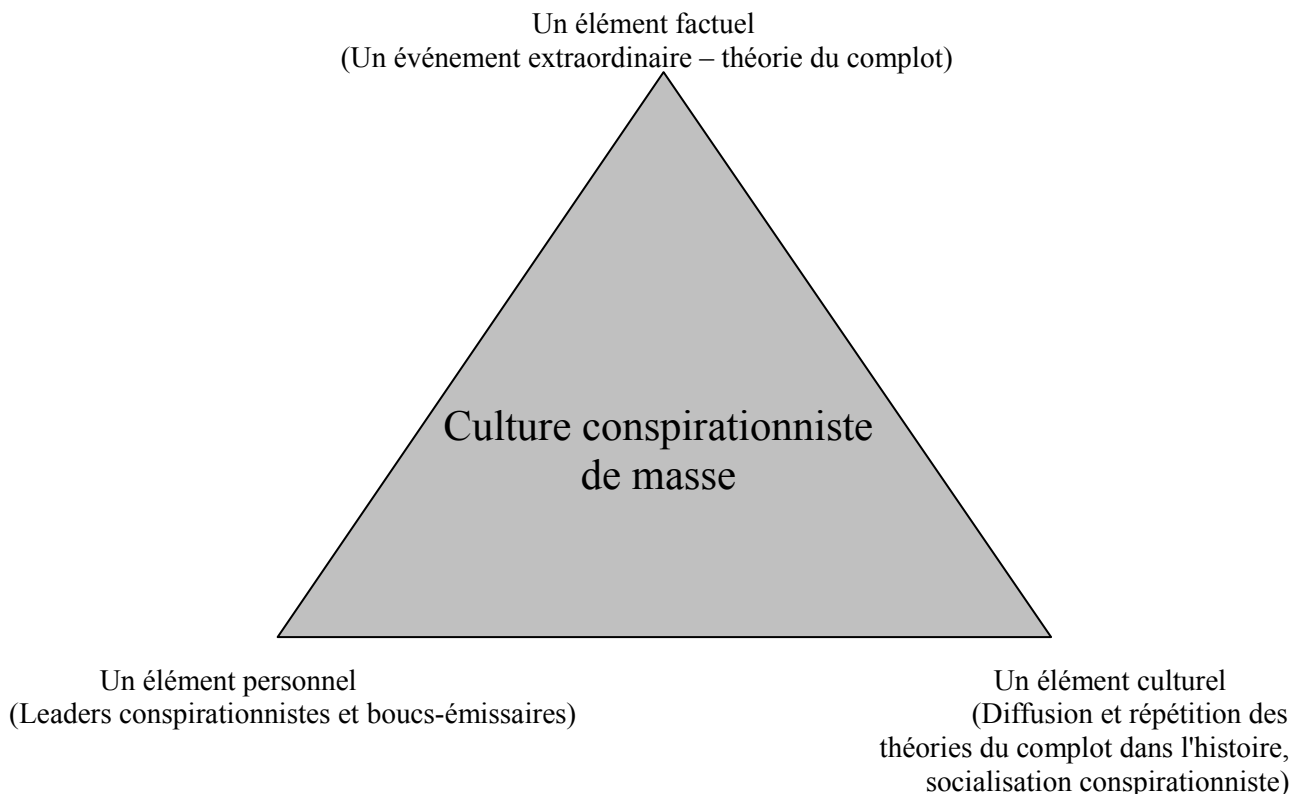 Un élément factuel
(Un événement extraordinaire – théorie du complot)
Culture conspirationniste
de masse
Un élément personnel
(Leaders conspirationnistes et boucs-émissaires)
Un élément culturel
(Diffusion et répétition des
théories du complot dans l'histoire,
socialisation conspirationniste)